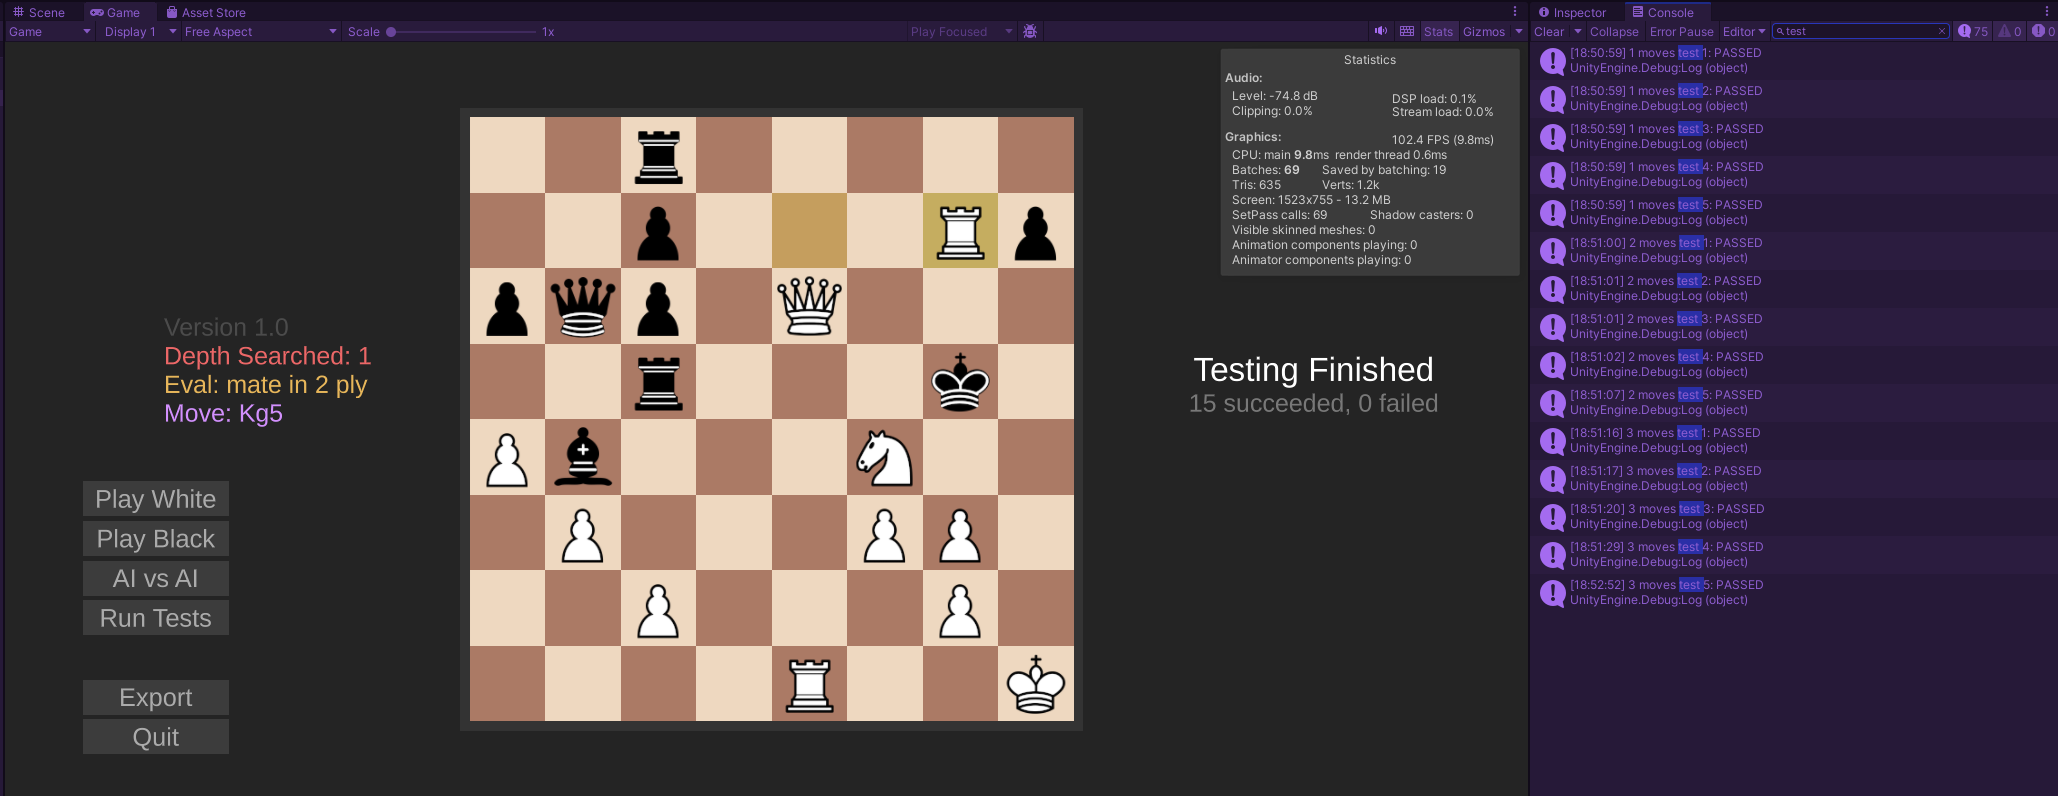 Scene Game Asset Store
Game Display 1 Free Aspect Scale 1x Play Focused Stats Gizmos
Statistics
Audio:
Level: -74.8 dB DSP load: 0.1%
Clipping: 0.0% Stream load: 0.0%
Graphics: 102.4 FPS (9.8ms)
CPU: main 9.8ms render thread 0.6ms
Batches: 69 Saved by batching: 19
Tris: 635 Verts: 1.2k
Screen: 1523x755 - 13.2 MB
SetPass calls: 69 Shadow casters: 0
Visible skinned meshes: 0
Animation components playing: 0
Animator components playing: 0
Version 1.0
Depth Searched: 1
Eval: mate in 2 ply
Move: Kg5
Play White
Play Black
AI vs AI
Run Tests
Export
Quit
Testing Finished
15 succeeded, 0 failed
Inspector Console
Clear Collapse Error Pause Editor test 75 0 0
[18:50:59] 1 moves test 1: PASSED
UnityEngine.Debug:Log (object)
[18:50:59] 1 moves test 2: PASSED
UnityEngine.Debug:Log (object)
[18:50:59] 1 moves test 3: PASSED
UnityEngine.Debug:Log (object)
[18:50:59] 1 moves test 4: PASSED
UnityEngine.Debug:Log (object)
[18:50:59] 1 moves test 5: PASSED
UnityEngine.Debug:Log (object)
[18:51:00] 2 moves test 1: PASSED
UnityEngine.Debug:Log (object)
[18:51:01] 2 moves test 2: PASSED
UnityEngine.Debug:Log (object)
[18:51:01] 2 moves test 3: PASSED
UnityEngine.Debug:Log (object)
[18:51:02] 2 moves test 4: PASSED
UnityEngine.Debug:Log (object)
[18:51:07] 2 moves test 5: PASSED
UnityEngine.Debug:Log (object)
[18:51:16] 3 moves test 1: PASSED
UnityEngine.Debug:Log (object)
[18:51:17] 3 moves test 2: PASSED
UnityEngine.Debug:Log (object)
[18:51:20] 3 moves test 3: PASSED
UnityEngine.Debug:Log (object)
[18:51:29] 3 moves test 4: PASSED
UnityEngine.Debug:Log (object)
[18:52:52] 3 moves test 5: PASSED
UnityEngine.Debug:Log (object)